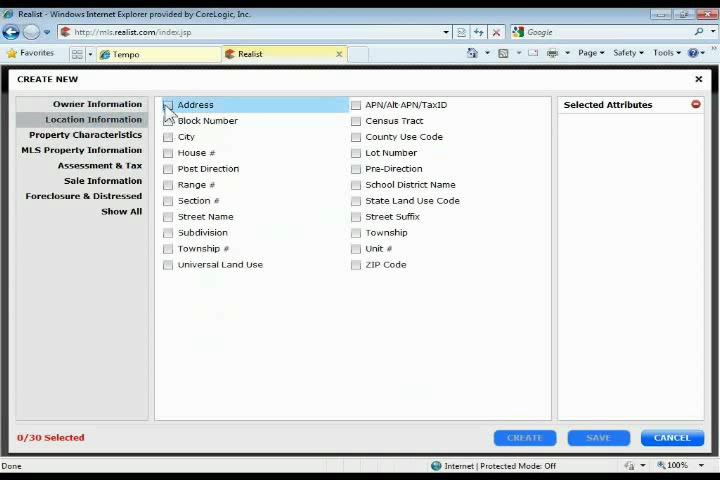 Realist - Windows Internet Explorer provided by CoreLogic, Inc.
http://mls.realist.com/index.jsp
Google
Favorites
Tempo
Realist
Page
Safety
Tools
CREATE NEW
Owner Information
Location Information
Property Characteristics
MLS Property Information
Assessment & Tax
Sale Information
Foreclosure & Distressed
Show All
Address
APN/Alt APN/TaxID
Block Number
Census Tract
City
County Use Code
House #
Lot Number
Post Direction
Pre-Direction
Range #
School District Name
Section #
State Land Use Code
Street Name
Street Suffix
Subdivision
Township
Township #
Unit #
Universal Land Use
ZIP Code
Selected Attributes
0/30 Selected
CREATE
SAVE
CANCEL
Done
Internet | Protected Mode: Off
100%